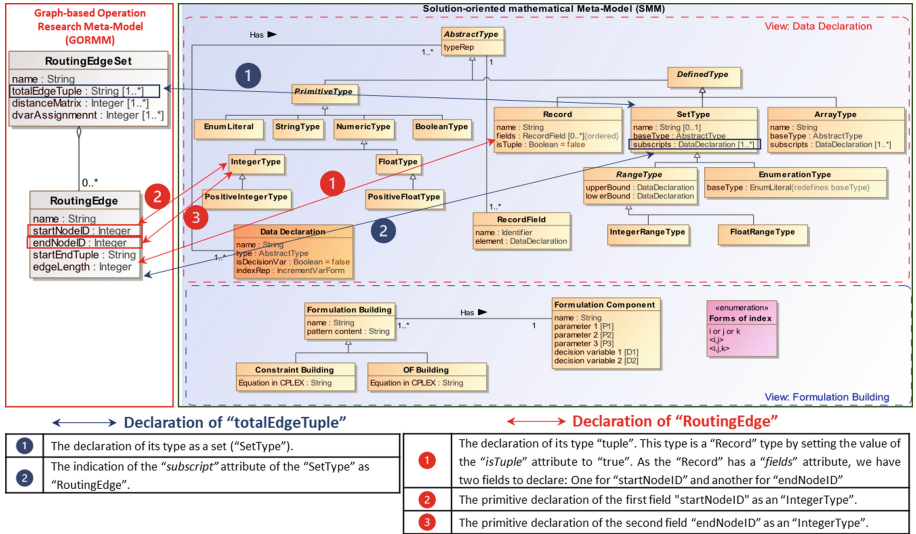 Graph-based Operation
Research Meta-Model
(GORMM)
RoutingEdgeSet
name : String
totalEdgeTuple : String [1..*]
distanceMatrix : Integer [1..*]
dvarAssignmennt : Integer [1..*]
0..*
RoutingEdge
name : String
startNodeID : Integer
endNodeID : Integer
startEndTuple : String
edgeLength : Integer
Solution-oriented mathematical Meta-Model (SMM)
View: Data Declaration
Has
1..*
AbstractType
typeRep
1
1
PrimitiveType
DefinedType
EnumLiteral
StringType
NumericType
BooleanType
IntegerType
FloatType
PositiveIntegerType
PositiveFloatType
Record
name : String
fields : RecordField [0..*]{ordered}
isTuple : Boolean = false
SetType
name : String [0..1]
baseType : AbstractType
subscripts : DataDeclaration [1..*]
ArrayType
name : String
baseType : AbstractType
subscripts : DataDeclaration [1..*]
RangeType
upperBound : DataDeclaration
lowerBound : DataDeclaration
EnumerationType
baseType : EnumLiteral{redefines baseType}
IntegerRangeType
FloatRangeType
1..*
RecordField
name : Identifier
element : DataDeclaration
1
2
3
2
1..*
Data Declaration
name : String
type : AbstractType
isDecisionVar : Boolean = false
indexRep : IncrementVarForm
Formulation Building
name : String
pattern content : String
Has
1..*
1
Formulation Component
name : String
parameter 1 [P1]
parameter 2 [P2]
parameter 3 [P3]
decision variable 1 [D1]
decision variable 2 [D2]
«enumeration»
Forms of index
i or j or k
<i,j>
<i,j,k>
Constraint Building
Equation in CPLEX : String
OF Building
Equation in CPLEX : String
View: Formulation Building
Declaration of “totalEdgeTuple”
1 The declaration of its type as a set (“SetType”).
2 The indication of the “subscript” attribute of the “SetType” as
“RoutingEdge”.
Declaration of “RoutingEdge”
1 The declaration of its type “tuple”. This type is a “Record” type by setting the value
of the “isTuple” attribute to “true”. As the “Record” has a “fields” attribute, we have
two fields to declare: One for “startNodeID” and another for “endNodeID”
2 The primitive declaration of the first field "startNodeID" as an “IntegerType”.
3 The primitive declaration of the second field “endNodeID” as an “IntegerType”.